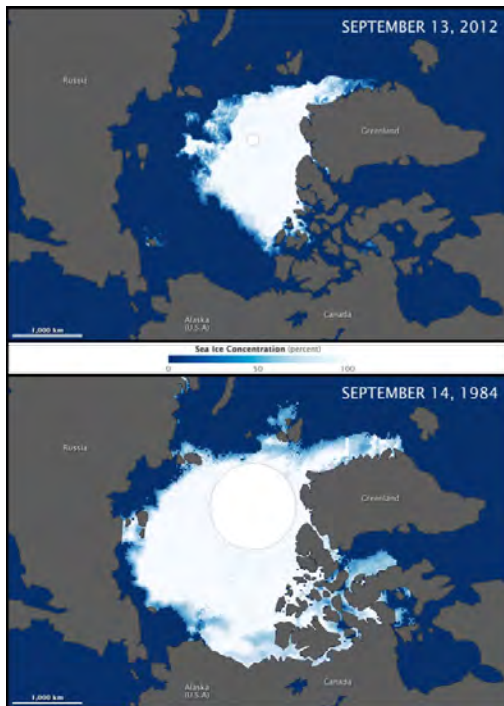 SEPTEMBER 13, 2012
Russia
Greenland
Alaska
(U.S.A)
Canada
1,000 km
Sea Ice Concentration (percent)
0 50 100
SEPTEMBER 14, 1984
Russia
Greenland
Alaska
(U.S.A)
Canada
1,000 km